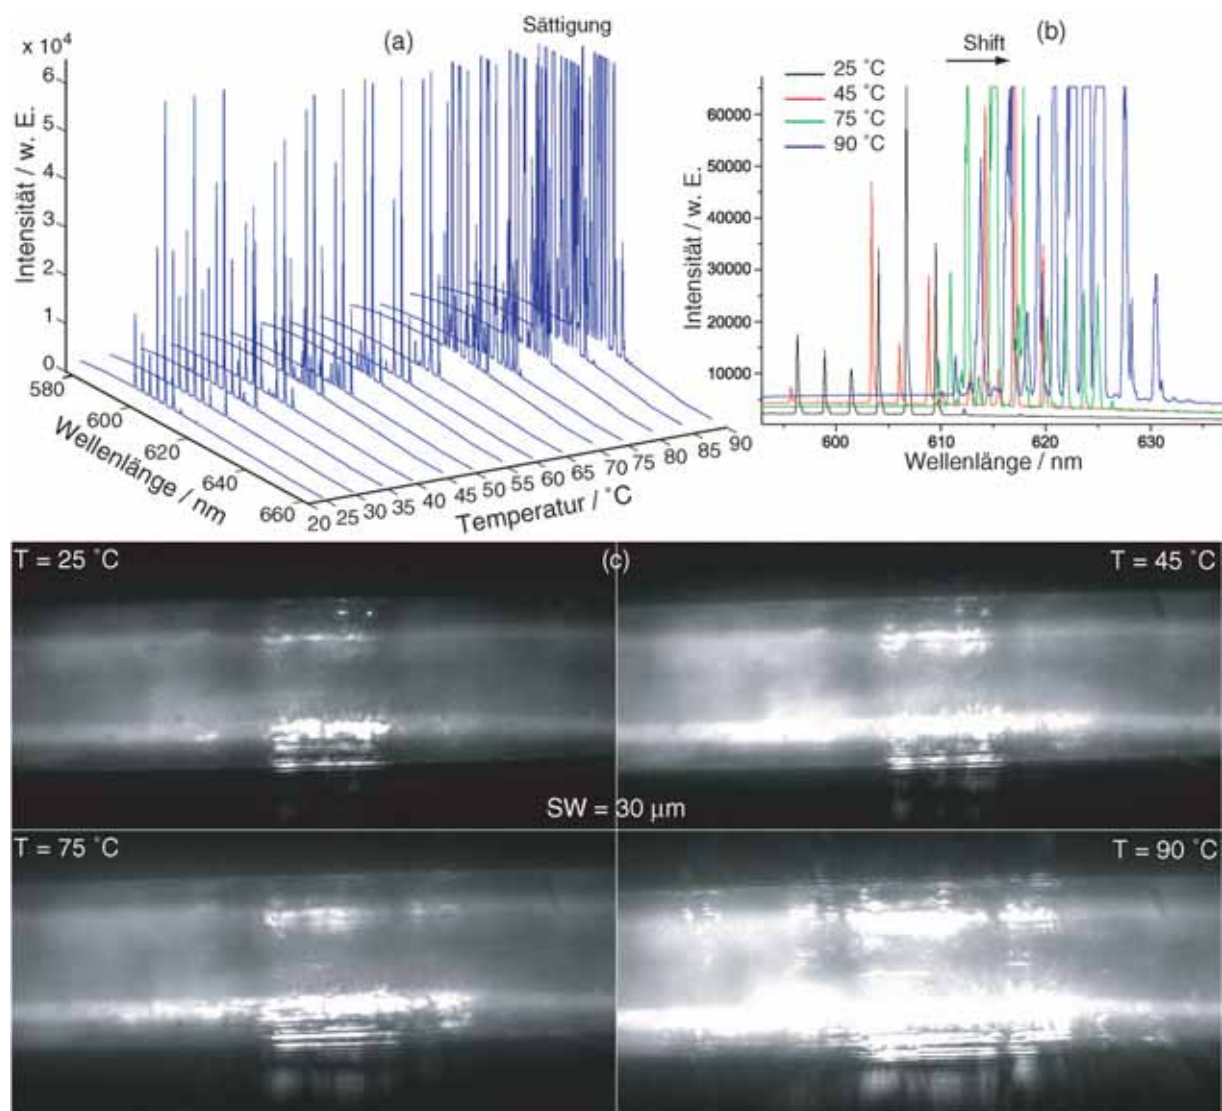 (a)
Sättigung
x 10⁴
6
5
4
3
2
1
0
Intensität / w. E.
580
600
620
640
660
Wellenlänge / nm
20 25 30 35 40 45 50 55 60 65 70 75 80 85 90
Temperatur / ˚C
(b)
Shift
25 ˚C
45 ˚C
75 ˚C
90 ˚C
60000
50000
40000
30000
20000
10000
Intensität / w. E.
600 610 620 630
Wellenlänge / nm
T = 25 ˚C
(c)
T = 45 ˚C
SW = 30 µm
T = 75 ˚C
T = 90 ˚C